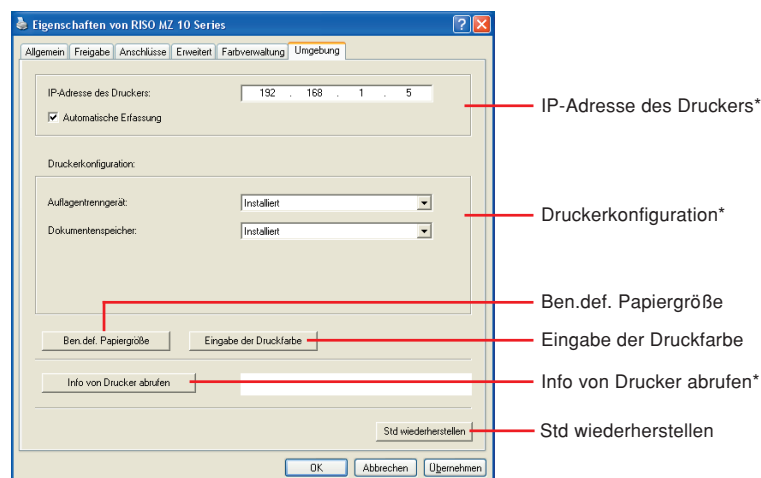 Eigenschaften von RISO MZ 10 Series
Allgemein Freigabe Anschlüsse Erweitert Farbverwaltung Umgebung
IP-Adresse des Druckers: 192 . 168 . 1 . 5
IP-Adresse des Druckers*
Automatische Erfassung
Druckerkonfiguration:
Auflagentrenngerät: Installiert
Druckerkonfiguration*
Dokumentenspeicher: Installiert
Ben.def. Papiergröße
Ben.def. Papiergröße Eingabe der Druckfarbe
Eingabe der Druckfarbe
Info von Drucker abrufen
Info von Drucker abrufen*
Std wiederherstellen
Std wiederherstellen
OK Abbrechen Übernehmen